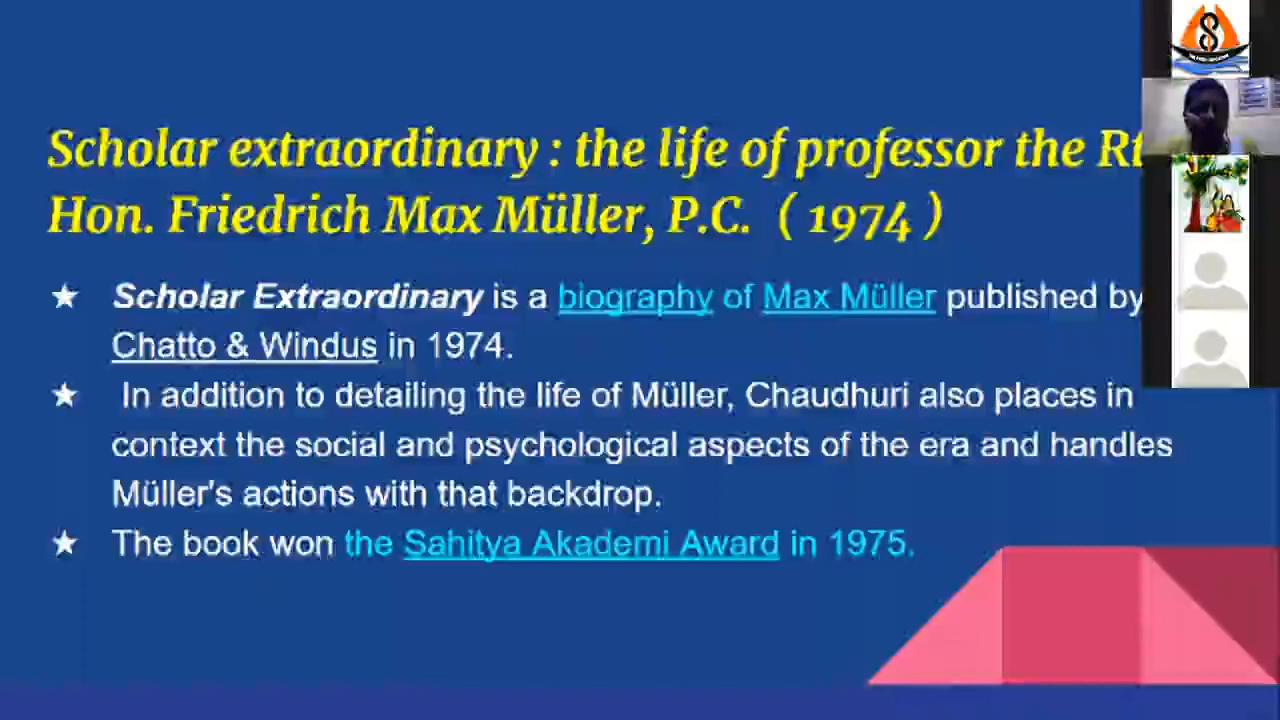 Scholar extraordinary : the life of professor the Rt
Hon. Friedrich Max Müller, P.C. ( 1974 )
★ Scholar Extraordinary is a biography of Max Müller published by
Chatto & Windus in 1974.
★ In addition to detailing the life of Müller, Chaudhuri also places in
context the social and psychological aspects of the era and handles
Müller's actions with that backdrop.
★ The book won the Sahitya Akademi Award in 1975.